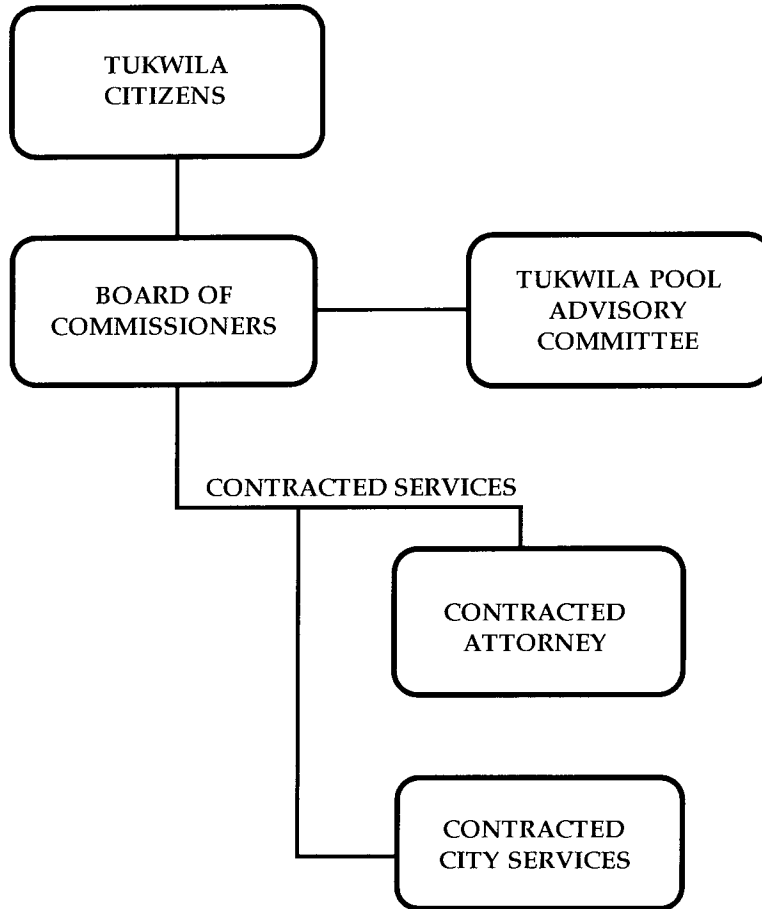 TUKWILA
CITIZENS
BOARD OF
COMMISSIONERS
TUKWILA POOL
ADVISORY
COMMITTEE
CONTRACTED SERVICES
CONTRACTED
ATTORNEY
CONTRACTED
CITY SERVICES